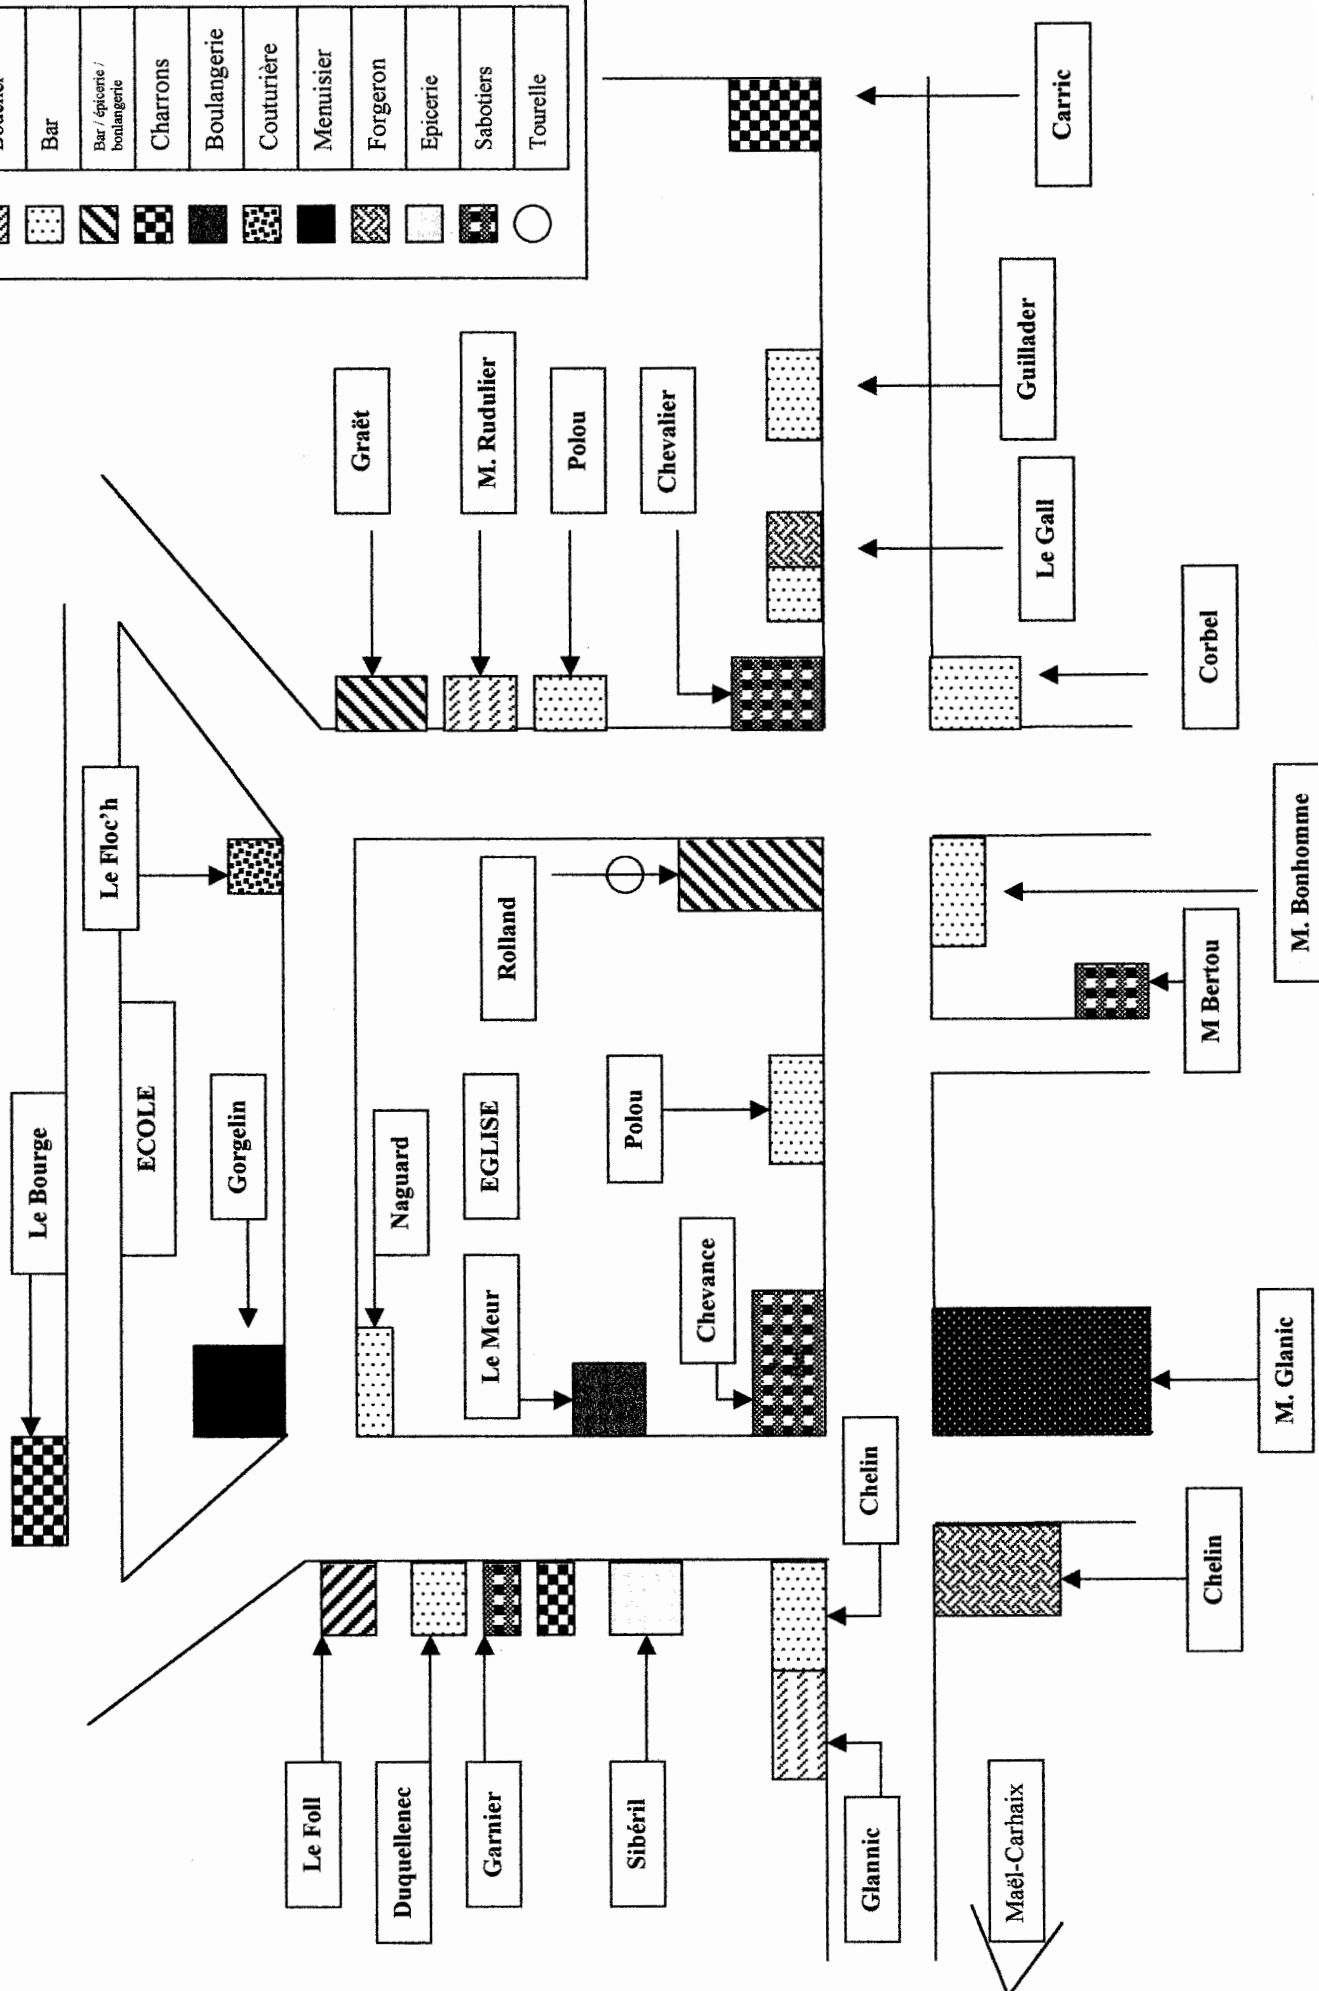 Bar
Bar / épicerie /
boulangerie
Charrons
Boulangerie
Couturière
Menuisier
Forgeron
Epicerie
Sabotiers
Tourelle
Le Bourge
Le Floc'h
ECOLE
Gorgelin
Le Foll
Graët
Duquellenec
Naguard
Garnier
Le Meur
EGLISE
Rolland
M. Rudulier
Polou
Sibéril
Polou
Chevalier
Chevance
Glannic
Chelin
Maël-Carhaix
Le Gall
Guillader
Carric
Chelin
M Bertou
Corbel
M. Glanic
M. Bonhomme